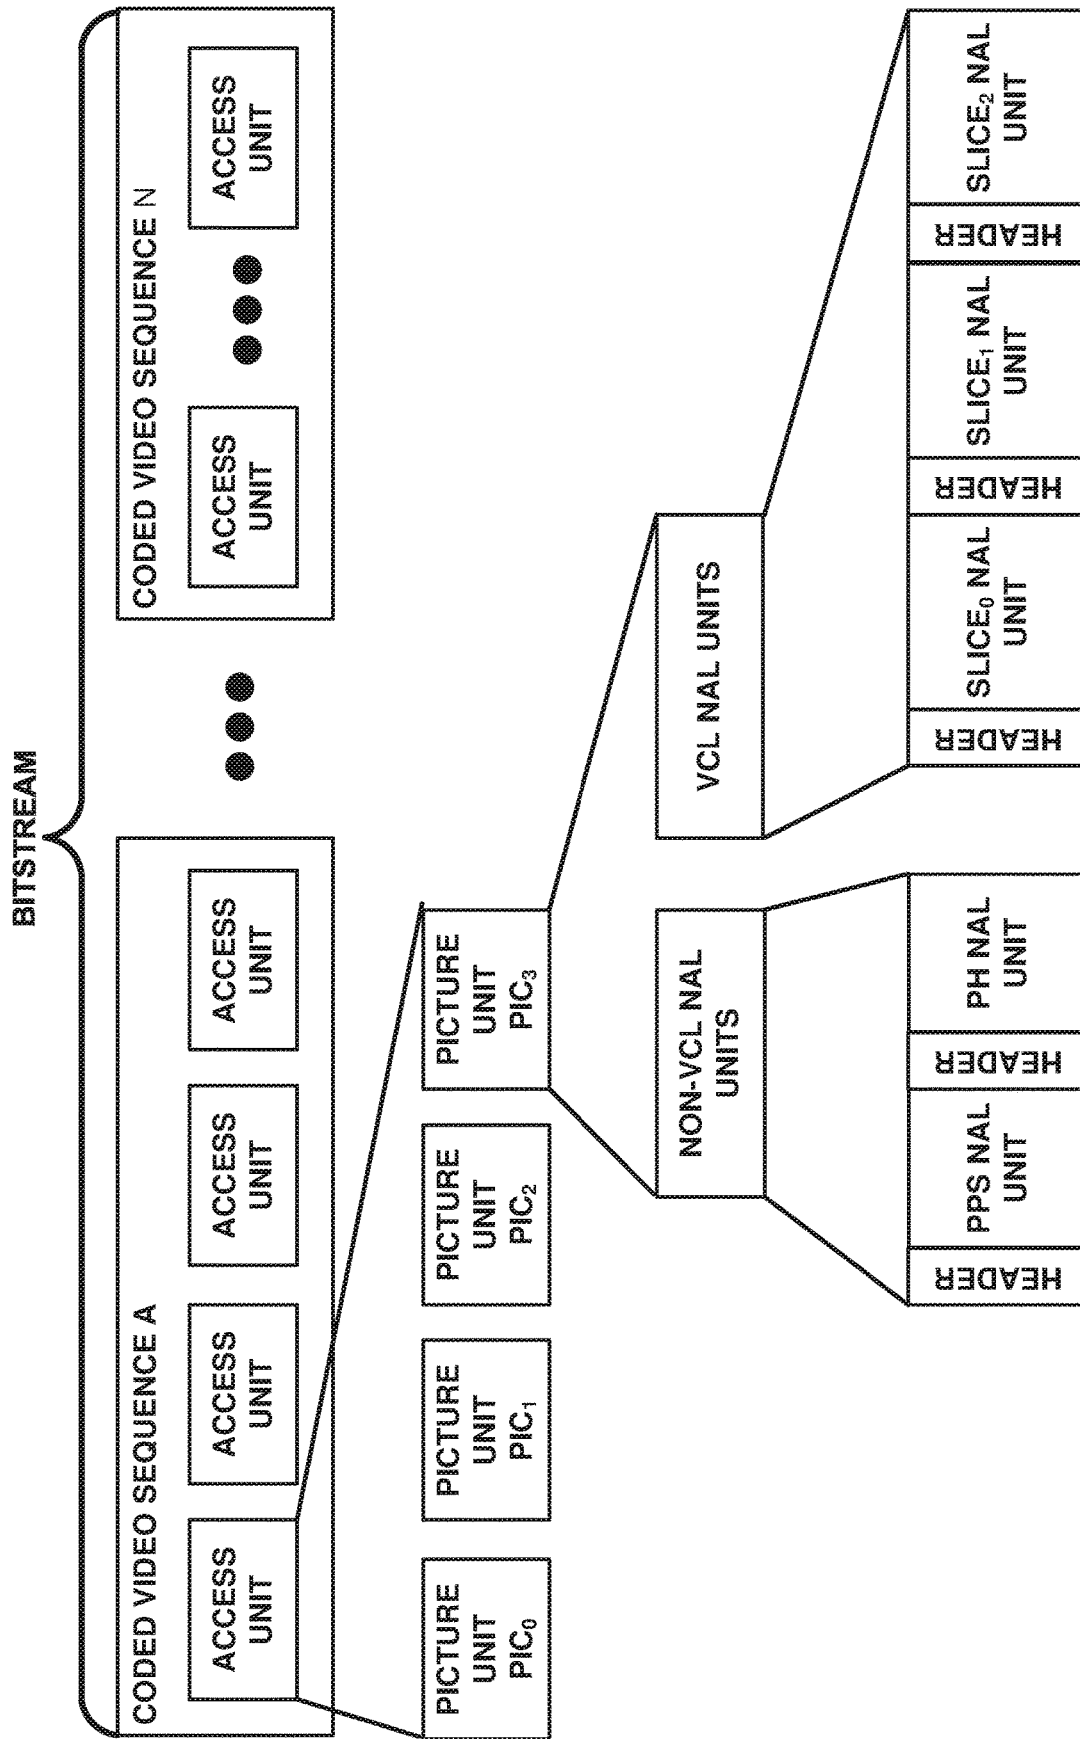 BITSTREAM
CODED VIDEO SEQUENCE A
ACCESS
UNIT
ACCESS
UNIT
ACCESS
UNIT
ACCESS
UNIT
CODED VIDEO SEQUENCE N
ACCESS
UNIT
ACCESS
UNIT
PICTURE
UNIT
PIC₀
PICTURE
UNIT
PIC₁
PICTURE
UNIT
PIC₂
PICTURE
UNIT
PIC₃
NON-VCL NAL
UNITS
VCL NAL UNITS
HEADER
PPS NAL
UNIT
HEADER
PH NAL
UNIT
HEADER
SLICE₀ NAL
UNIT
HEADER
SLICE₁ NAL
UNIT
HEADER
SLICE₂ NAL
UNIT